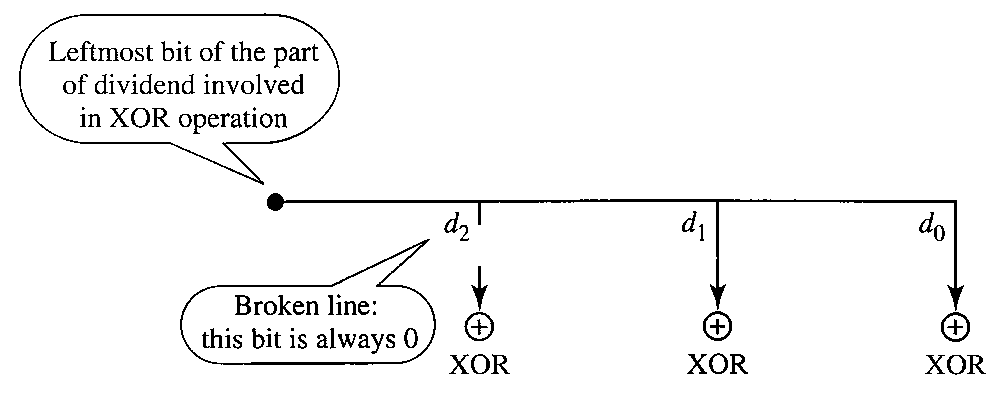 Leftmost bit of the part
of dividend involved
in XOR operation
d2
d1
d0
Broken line:
this bit is always 0
XOR
XOR
XOR